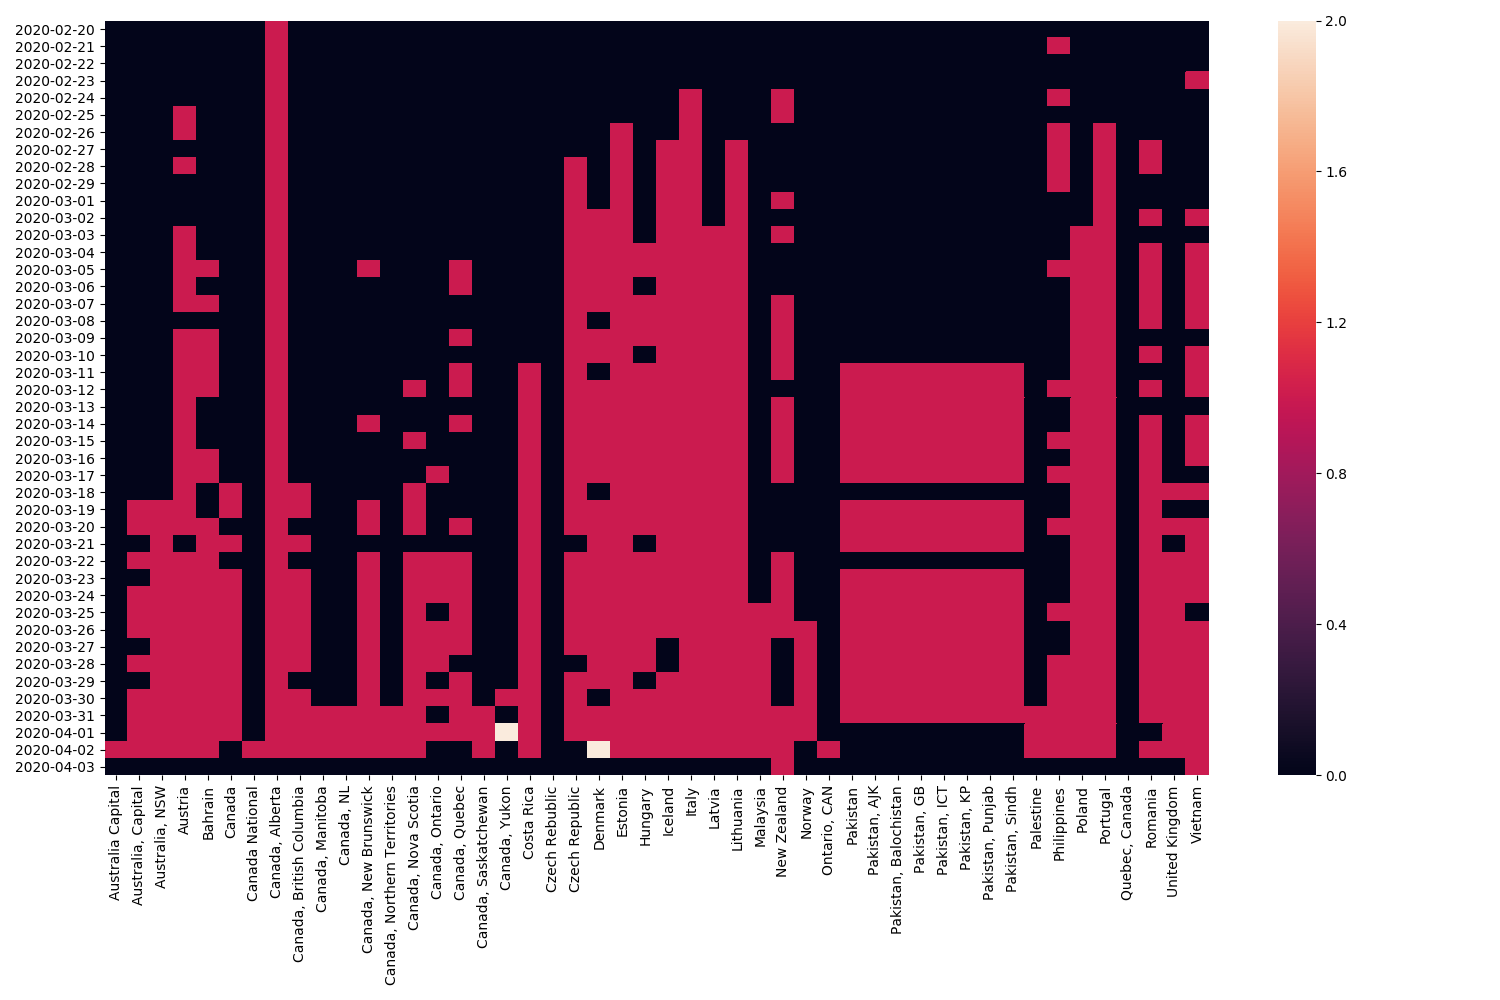 2020-02-20
2020-02-21
2020-02-22
2020-02-23
2020-02-24
2020-02-25
2020-02-26
2020-02-27
2020-02-28
2020-02-29
2020-03-01
2020-03-02
2020-03-03
2020-03-04
2020-03-05
2020-03-06
2020-03-07
2020-03-08
2020-03-09
2020-03-10
2020-03-11
2020-03-12
2020-03-13
2020-03-14
2020-03-15
2020-03-16
2020-03-17
2020-03-18
2020-03-19
2020-03-20
2020-03-21
2020-03-22
2020-03-23
2020-03-24
2020-03-25
2020-03-26
2020-03-27
2020-03-28
2020-03-29
2020-03-30
2020-03-31
2020-04-01
2020-04-02
2020-04-03
Australia Capital
Australia, Capital
Australia, NSW
Austria
Bahrain
Canada
Canada National
Canada, Alberta
Canada, British Columbia
Canada, Manitoba
Canada, NL
Canada, New Brunswick
Canada, Northern Territories
Canada, Nova Scotia
Canada, Ontario
Canada, Quebec
Canada, Saskatchewan
Canada, Yukon
Costa Rica
Czech Rebublic
Czech Republic
Denmark
Estonia
Hungary
Iceland
Italy
Latvia
Lithuania
Malaysia
New Zealand
Norway
Ontario, CAN
Pakistan
Pakistan, AJK
Pakistan, Balochistan
Pakistan, GB
Pakistan, ICT
Pakistan, KP
Pakistan, Punjab
Pakistan, Sindh
Palestine
Philippines
Poland
Portugal
Quebec, Canada
Romania
United Kingdom
Vietnam
2.0
1.6
1.2
0.8
0.4
0.0